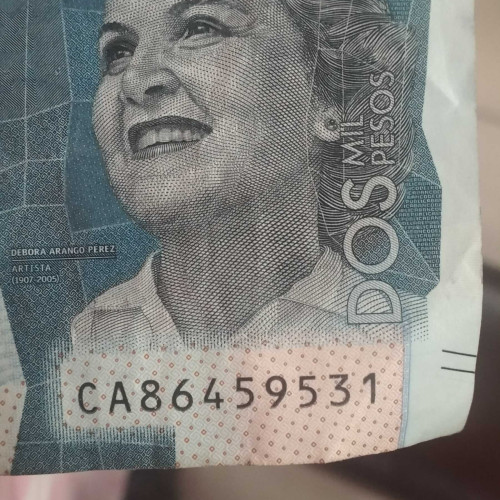 DOS
MIL
PESOS
DEBORA ARANGO PEREZ
ARTISTA
(1907-2005)
CA86459531